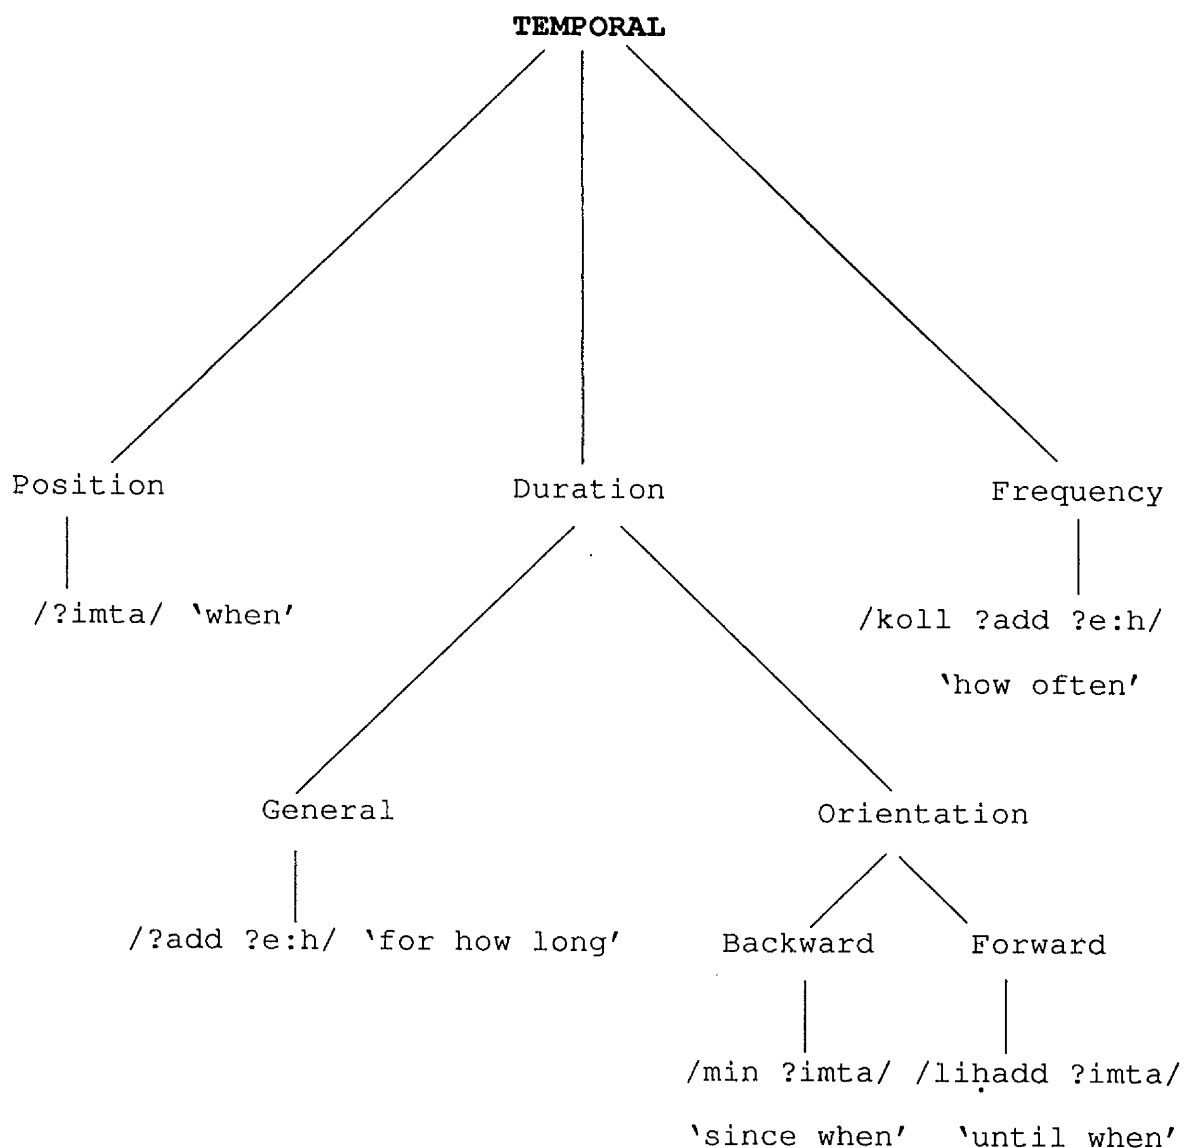 TEMPORAL
Position Duration Frequency
/?imta/ ‛when’ /koll ?add ?e:h/
‛how often’
General Orientation
/?add ?e:h/ ‛for how long’ Backward Forward
/min ?imta/ /liḥadd ?imta/
‛since when’ ‛until when’